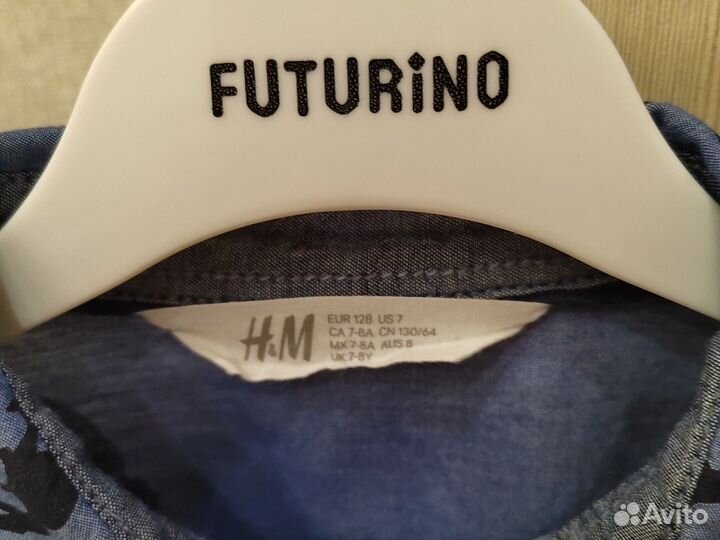 FUTURiNO
H&M
EUR 128 US 7
CA 7-8A CN 130/64
MX 7-8A AUS 8
UK 7-8Y
Avito